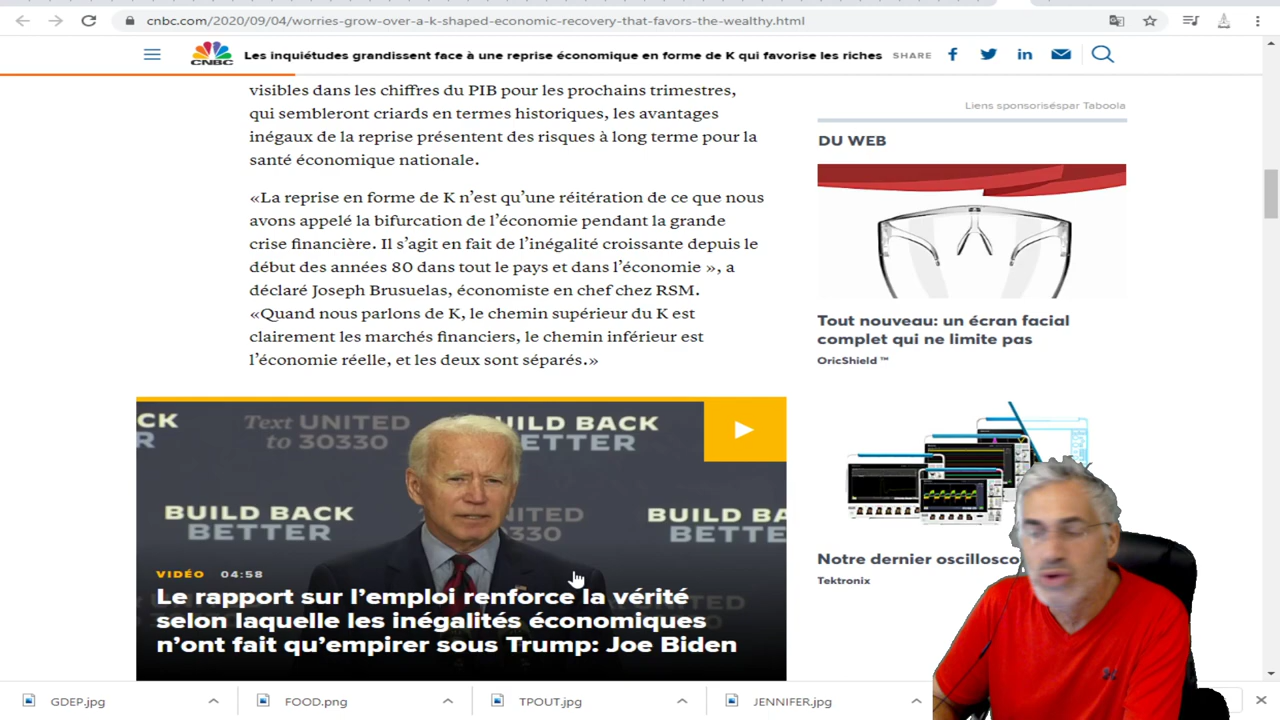 cnbc.com/2020/09/04/worries-grow-over-a-k-shaped-economic-recovery-that-favors-the-wealthy.html
CNBC
Les inquiétudes grandissent face à une reprise économique en forme de K qui favorise les riches
SHARE
visibles dans les chiffres du PIB pour les prochains trimestres,
qui sembleront criards en termes historiques, les avantages
inégaux de la reprise présentent des risques à long terme pour la
santé économique nationale.
«La reprise en forme de K n’est qu’une réitération de ce que nous
avons appelé la bifurcation de l’économie pendant la grande
crise financière. Il s’agit en fait de l’inégalité croissante depuis le
début des années 80 dans tout le pays et dans l’économie », a
déclaré Joseph Brusuelas, économiste en chef chez RSM.
«Quand nous parlons de K, le chemin supérieur du K est
clairement les marchés financiers, le chemin inférieur est
l’économie réelle, et les deux sont séparés.»
CK
R
Text UNITED
to 30330
BUILD BACK
BETTER
BUILD BACK
BETTER
UNITED
30330
BUILD BA
BETTE
VIDÉO 04:58
Le rapport sur l’emploi renforce la vérité
selon laquelle les inégalités économiques
n’ont fait qu’empirer sous Trump: Joe Biden
Liens sponsoriséspar Taboola
DU WEB
Tout nouveau: un écran facial
complet qui ne limite pas
OricShield ™
Notre dernier oscillosco
Tektronix
GDEP.jpg
FOOD.png
TPOUT.jpg
JENNIFER.jpg